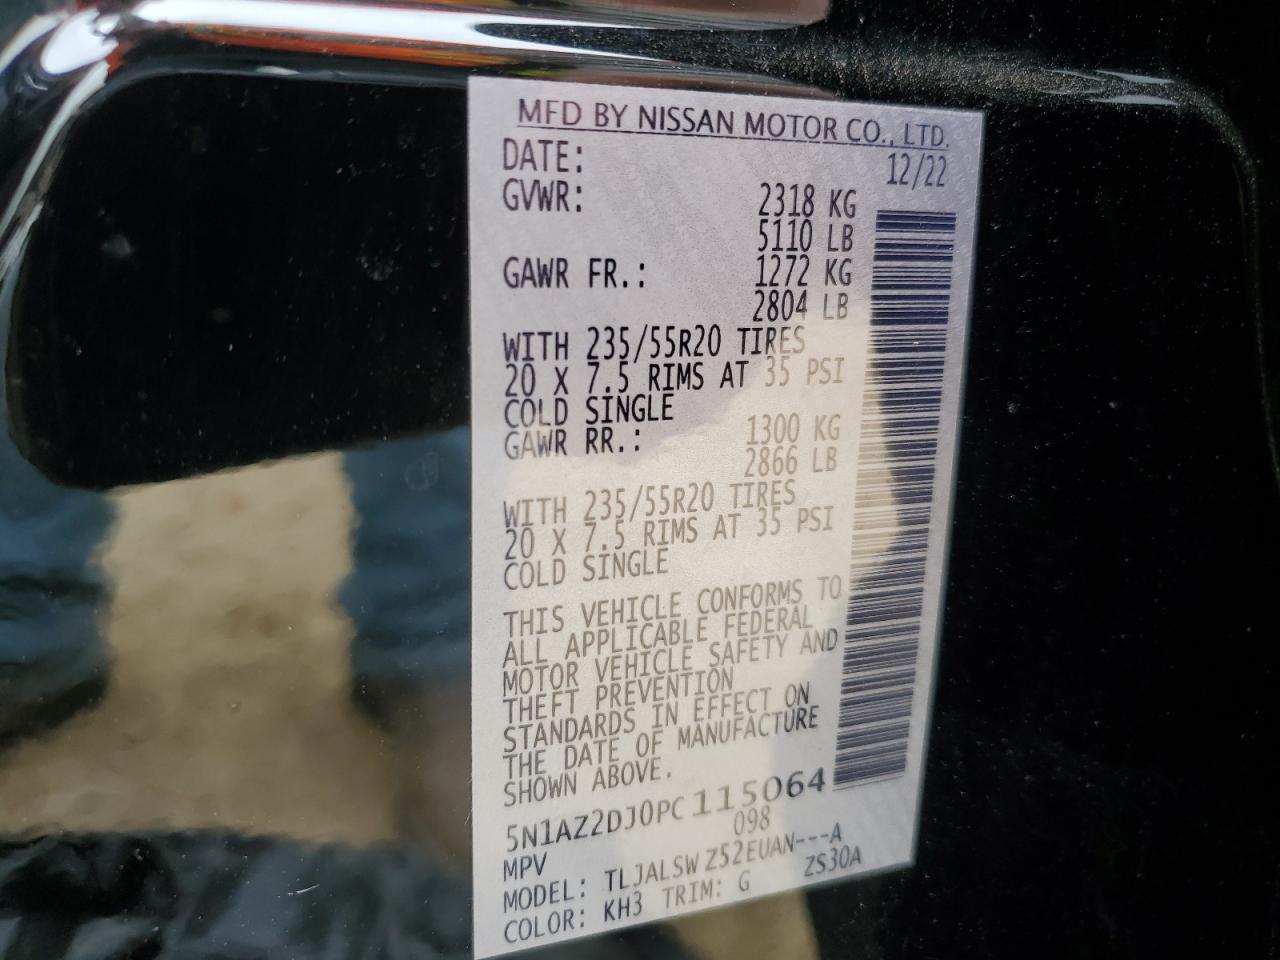 MFD BY NISSAN MOTOR CO., LTD.
DATE: 12/22
GVWR: 2318 KG
5110 LB
GAWR FR.: 1272 KG
2804 LB
WITH 235/55R20 TIRES
20 X 7.5 RIMS AT 35 PSI
COLD SINGLE
GAWR RR.: 1300 KG
2866 LB
WITH 235/55R20 TIRES
20 X 7.5 RIMS AT 35 PSI
COLD SINGLE
THIS VEHICLE CONFORMS TO
ALL APPLICABLE FEDERAL
MOTOR VEHICLE SAFETY AND
THEFT PREVENTION
STANDARDS IN EFFECT ON
THE DATE OF MANUFACTURE
SHOWN ABOVE.
5N1AZ2DJ0PC115064
MPV 098
MODEL: TLJALSWZ52EUAN---A
COLOR: KH3 TRIM: G ZS30A